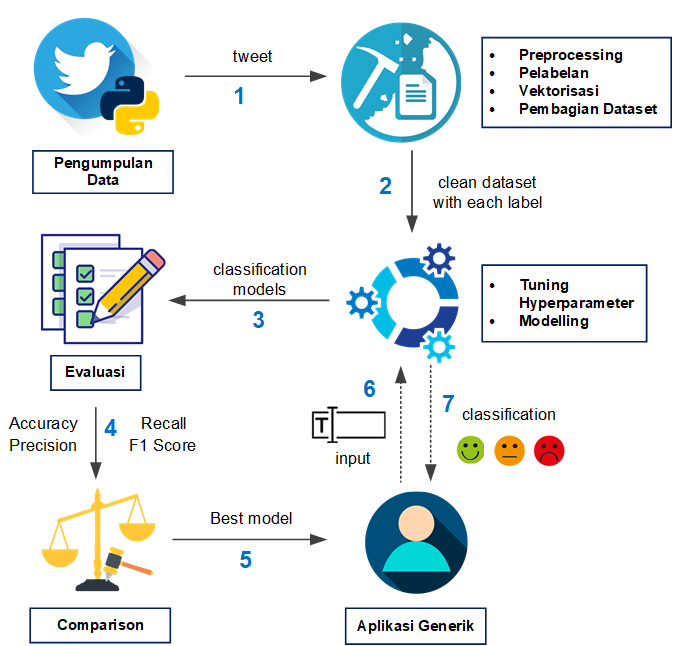 tweet
1
• Preprocessing
• Pelabelan
• Vektorisasi
• Pembagian Dataset
Pengumpulan
Data
2
clean dataset
with each label
classification
models
3
• Tuning
Hyperparameter
• Modelling
Evaluasi
Accuracy
Precision
4
Recall
F1 Score
6
T
input
7
classification
Best model
5
Comparison
Aplikasi Generik